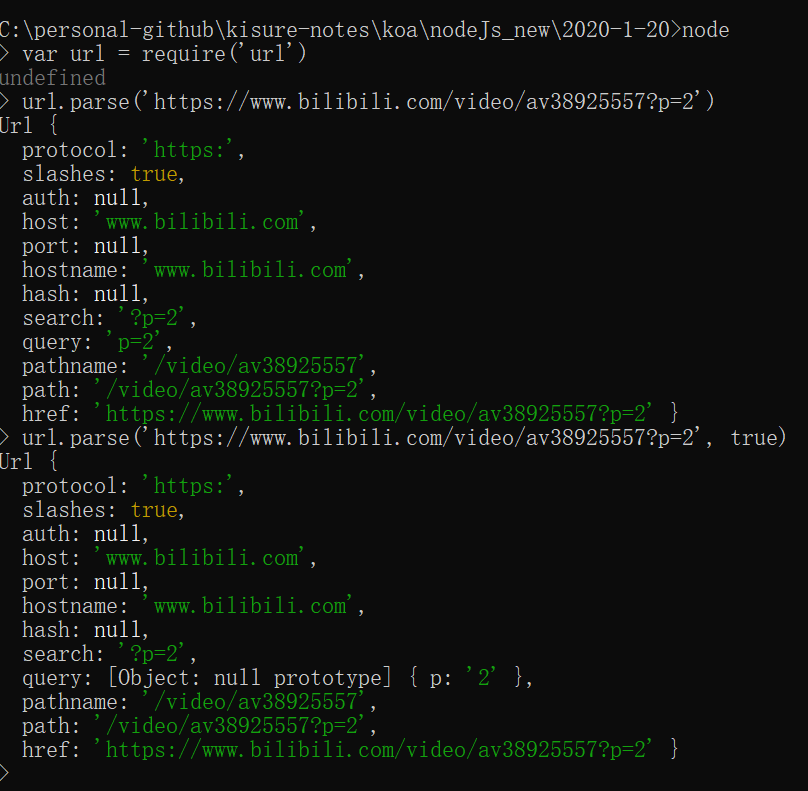 C:\personal-github\kisure-notes\koa\nodeJs_new\2020-1-20>node
> var url = require('url')
undefined
> url.parse('https://www.bilibili.com/video/av38925557?p=2')
Url {
  protocol: 'https:',
  slashes: true,
  auth: null,
  host: 'www.bilibili.com',
  port: null,
  hostname: 'www.bilibili.com',
  hash: null,
  search: '?p=2',
  query: 'p=2',
  pathname: '/video/av38925557',
  path: '/video/av38925557?p=2',
  href: 'https://www.bilibili.com/video/av38925557?p=2' }
> url.parse('https://www.bilibili.com/video/av38925557?p=2', true)
Url {
  protocol: 'https:',
  slashes: true,
  auth: null,
  host: 'www.bilibili.com',
  port: null,
  hostname: 'www.bilibili.com',
  hash: null,
  search: '?p=2',
  query: [Object: null prototype] { p: '2' },
  pathname: '/video/av38925557',
  path: '/video/av38925557?p=2',
  href: 'https://www.bilibili.com/video/av38925557?p=2' }
>